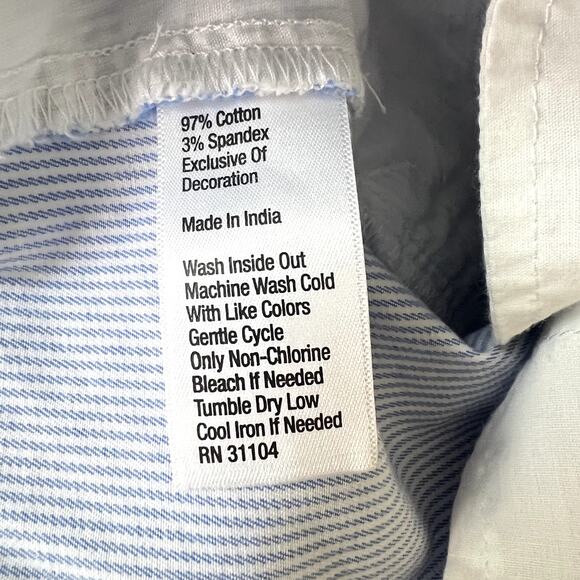 97% Cotton
3% Spandex
Exclusive Of
Decoration
Made In India
Wash Inside Out
Machine Wash Cold
With Like Colors
Gentle Cycle
Only Non-Chlorine
Bleach If Needed
Tumble Dry Low
Cool Iron If Needed
RN 31104